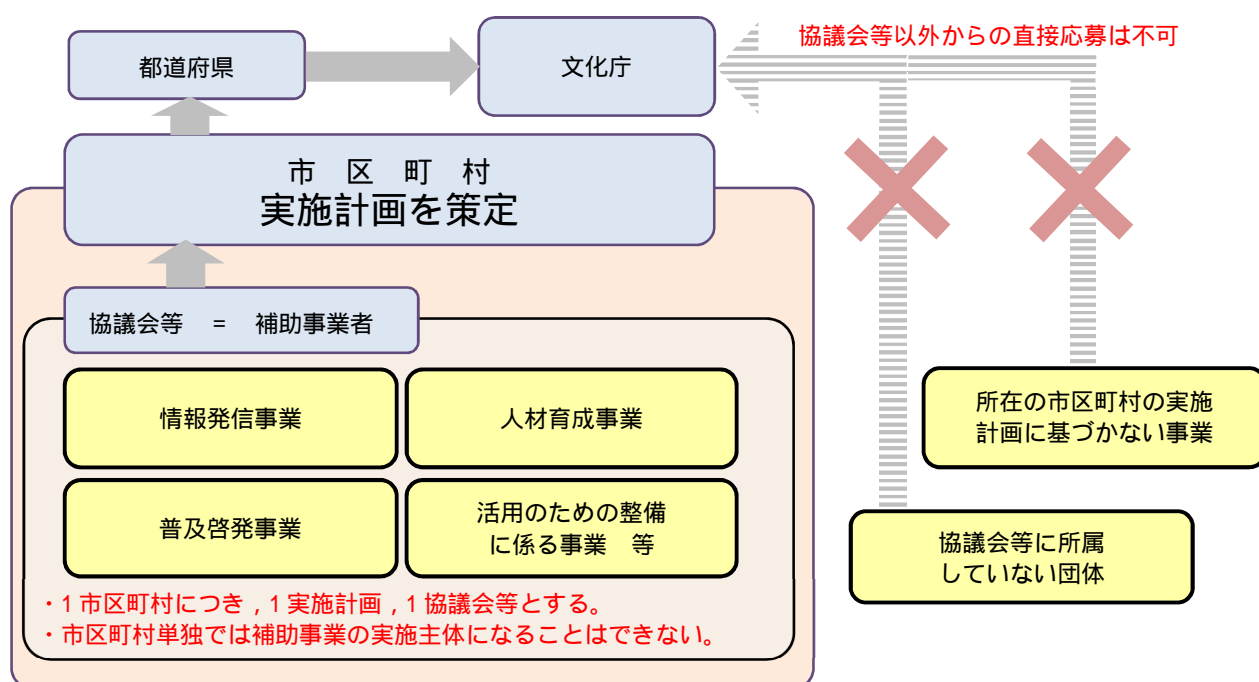 協議会等以外からの直接応募は不可
都道府県
文化庁
市　区　町　村
実施計画を策定
協議会等　=　補助事業者
情報発信事業
人材育成事業
普及啓発事業
活用のための整備
に係る事業　等
・1市区町村につき,1実施計画,1協議会等とする。
・市区町村単独では補助事業の実施主体になることはできない。
所在の市区町村の実施
計画に基づかない事業
協議会等に所属
していない団体